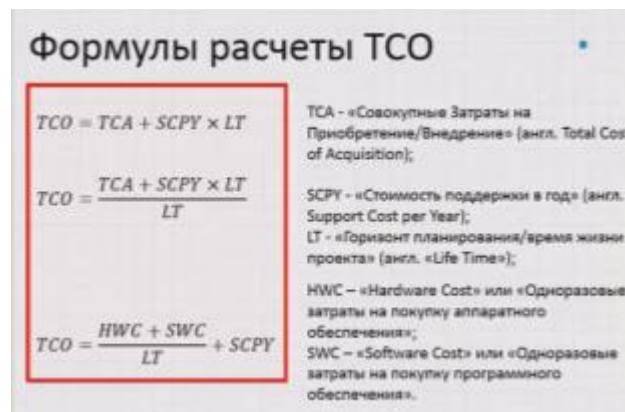 Формулы расчеты TCO
TCO = TCA + SCPY × LT
TCO = (TCA + SCPY × LT) / LT
TCO = (HWC + SWC) / LT + SCPY
TCA - «Совокупные Затраты на
Приобретение/Внедрение» (англ. Total Cos
of Acquisition);
SCPY - «Стоимость поддержки в год» (англ.
Support Cost per Year);
LT - «Горизонт планирования/время жизни
проекта» (англ. «Life Time»);
HWC – «Hardware Cost» или «Одноразовые
затраты на покупку аппаратного
обеспечения»;
SWC – «Software Cost» или «Одноразовые
затраты на покупку программного
обеспечения».